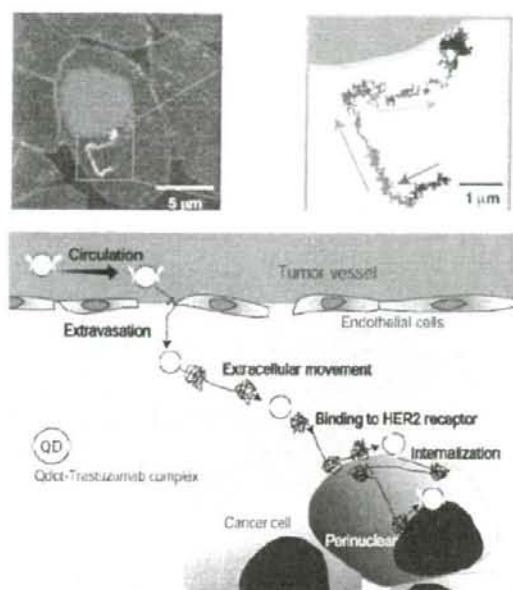 5 μm
1 μm
Circulation
Tumor vessel
Endothelial cells
Extravasation
Extracellular movement
Binding to HER2 receptor
QD
Internalization
Qdot-Trastuzumab complex
Cancer cell
Perinuclear